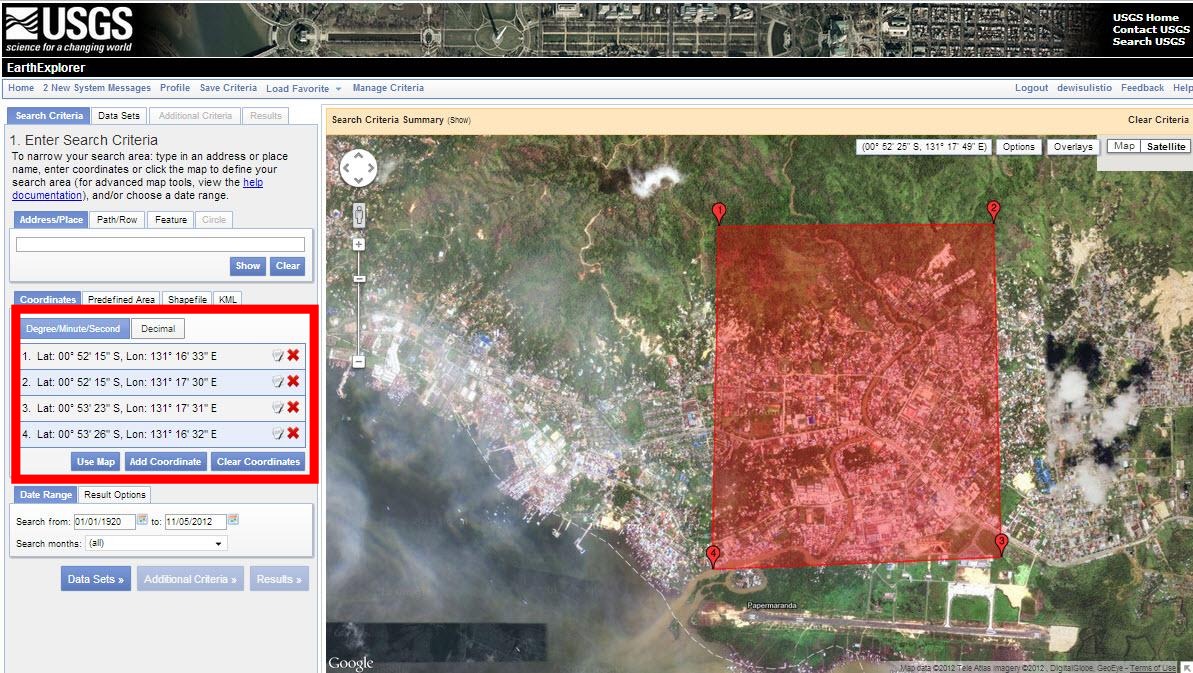 USGS
science for a changing world
USGS Home
Contact USGS
Search USGS
EarthExplorer
Home 2 New System Messages Profile Save Criteria Load Favorite Manage Criteria Logout dewisulistio Feedback Help
Search Criteria Data Sets Additional Criteria Results
Search Criteria Summary (Show) Clear Criteria
1. Enter Search Criteria
To narrow your search area: type in an address or place
name, enter coordinates or click the map to define your
search area (for advanced map tools, view the help
documentation), and/or choose a date range.
(00° 52' 25" S, 131° 17' 49" E) Options Overlays Map Satellite
Address/Place Path/Row Feature Circle
Show Clear
Coordinates Predefined Area Shapefile KML
Degree/Minute/Second Decimal
1. Lat: 00° 52' 15" S, Lon: 131° 16' 33" E
2. Lat: 00° 52' 15" S, Lon: 131° 17' 30" E
3. Lat: 00° 53' 23" S, Lon: 131° 17' 31" E
4. Lat: 00° 53' 26" S, Lon: 131° 16' 32" E
Use Map Add Coordinate Clear Coordinates
Date Range Result Options
Search from: 01/01/1920 to: 11/05/2012
Search months: (all)
Data Sets » Additional Criteria » Results »
1
2
3
4
Papermaranda
Google
Map data ©2012 Tele Atlas Imagery ©2012 , DigitalGlobe, GeoEye - Terms of Use